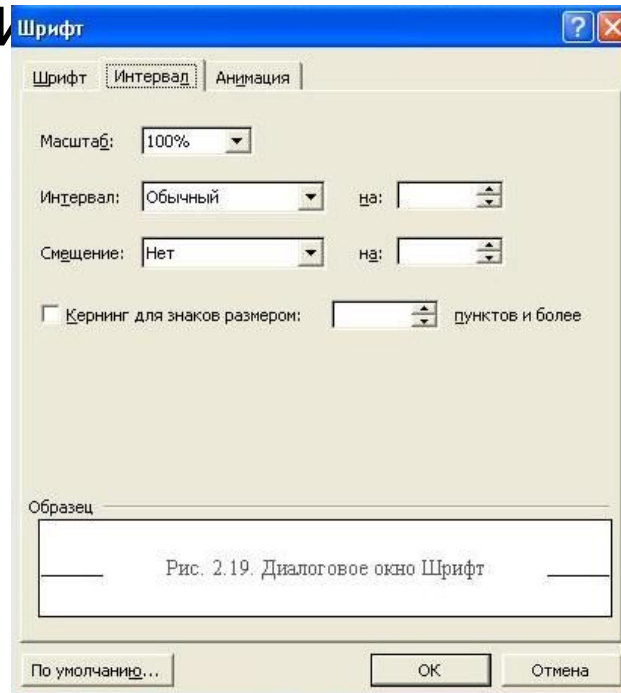 Шрифт
Шрифт Интервал Анимация
Масштаб: 100%
Интервал: Обычный на:
Смещение: Нет на:
Кернинг для знаков размером: пунктов и более
Образец
Рис. 2.19. Диалоговое окно Шрифт
По умолчанию... ОК Отмена